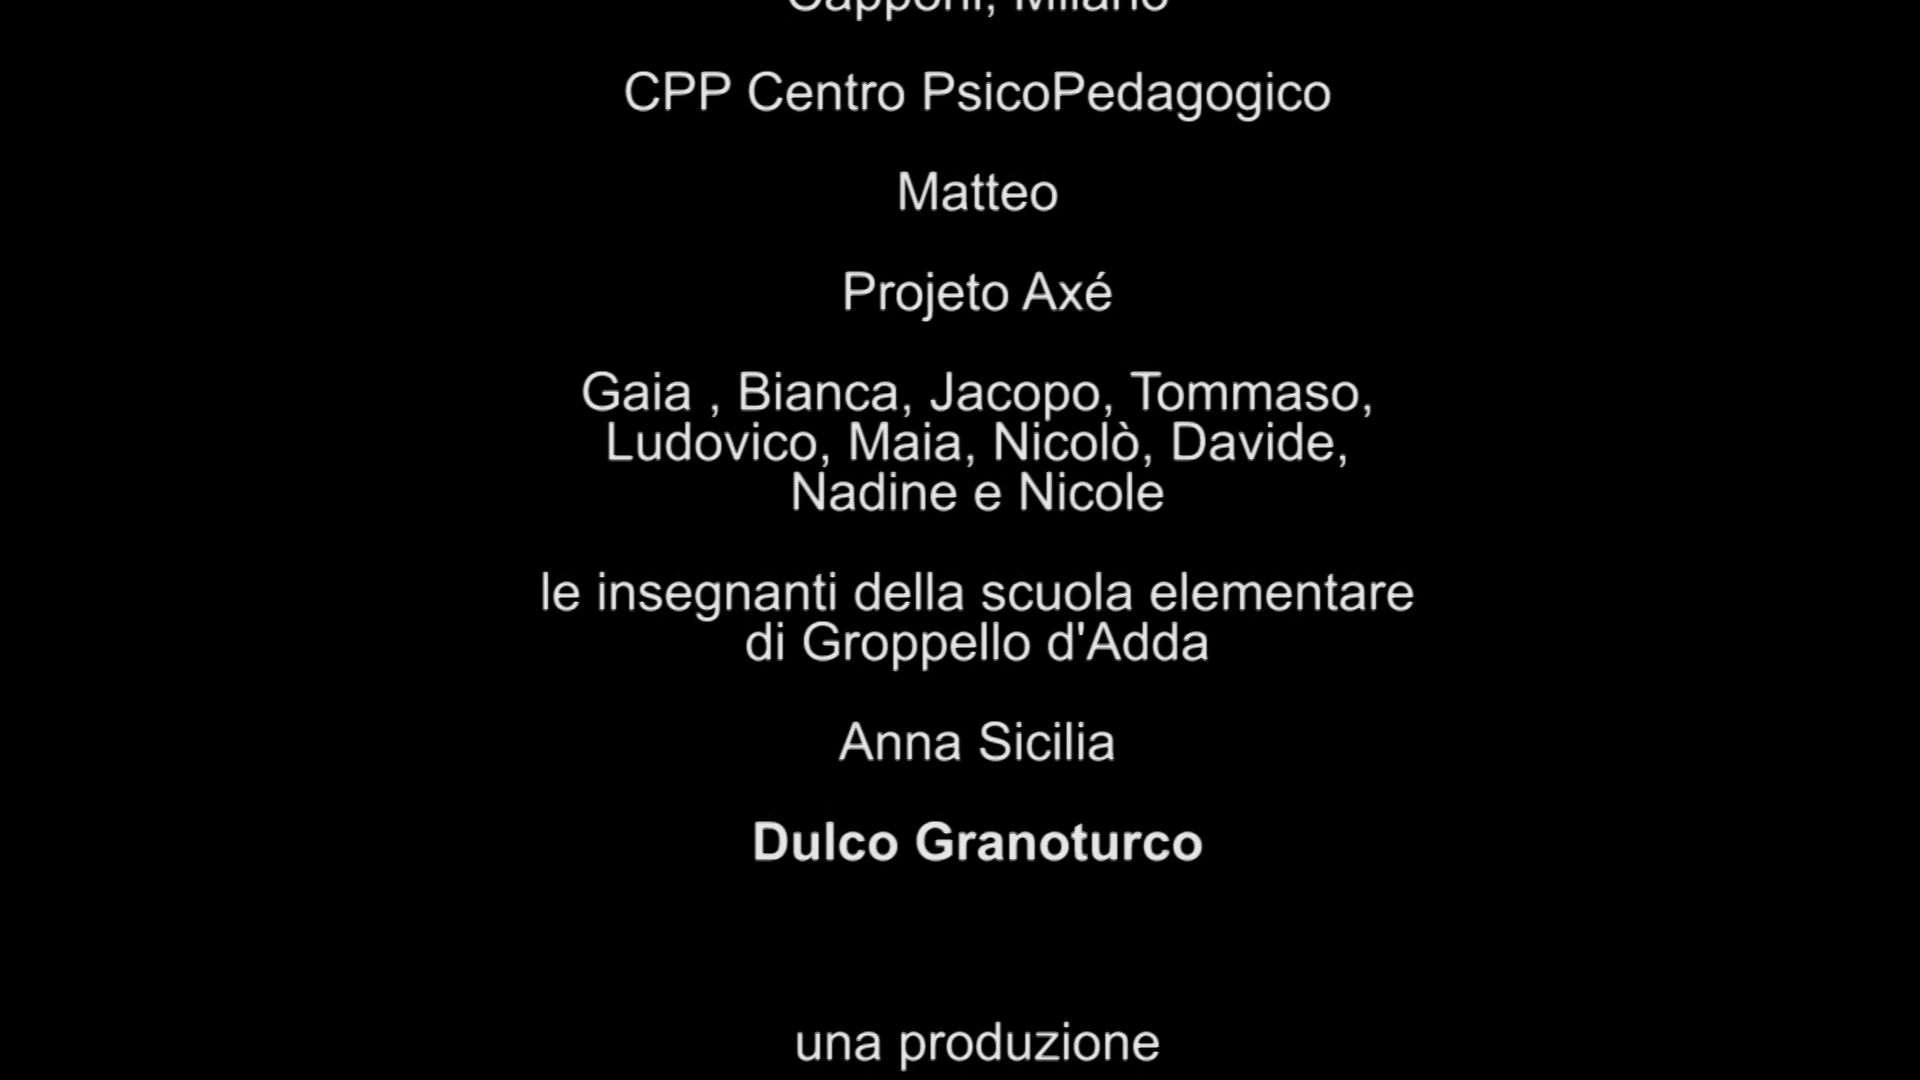 Capponi, Milano
CPP Centro PsicoPedagogico
Matteo
Projeto Axé
Gaia , Bianca, Jacopo, Tommaso,
Ludovico, Maia, Nicolò, Davide,
Nadine e Nicole
le insegnanti della scuola elementare
di Groppello d'Adda
Anna Sicilia
Dulco Granoturco
una produzione